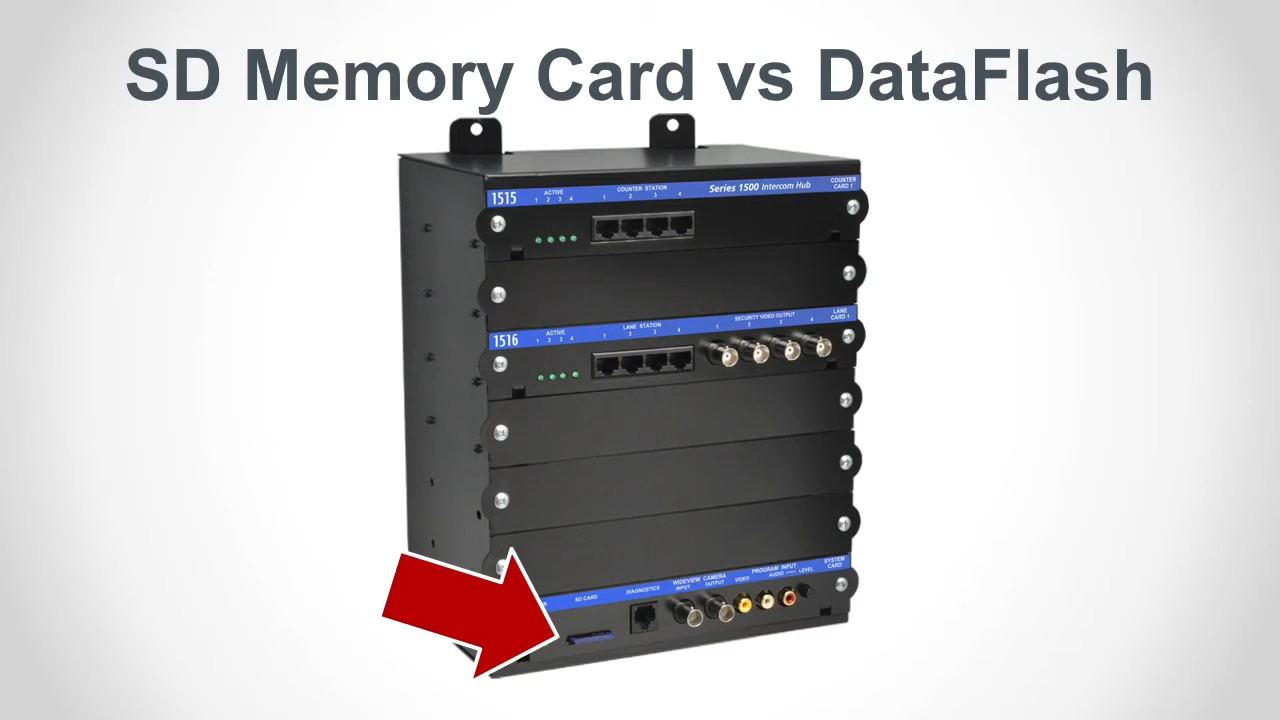 SD Memory Card vs DataFlash
1515
ACTIVE
1 2 3 4
COUNTER STATION
1 2 3 4
Series 1500 Intercom Hub
COUNTER
CARD 1
1516
ACTIVE
1 2 3 4
LANE STATION
1 2 3 4
SECURITY VIDEO OUTPUT
1 2 3 4
LANE
CARD 1
SD CARD
DIAGNOSTICS
WIDEVIEW CAMERA
INPUT OUTPUT
PROGRAM INPUT
VIDEO AUDIO LEVEL
SYSTEM
CARD